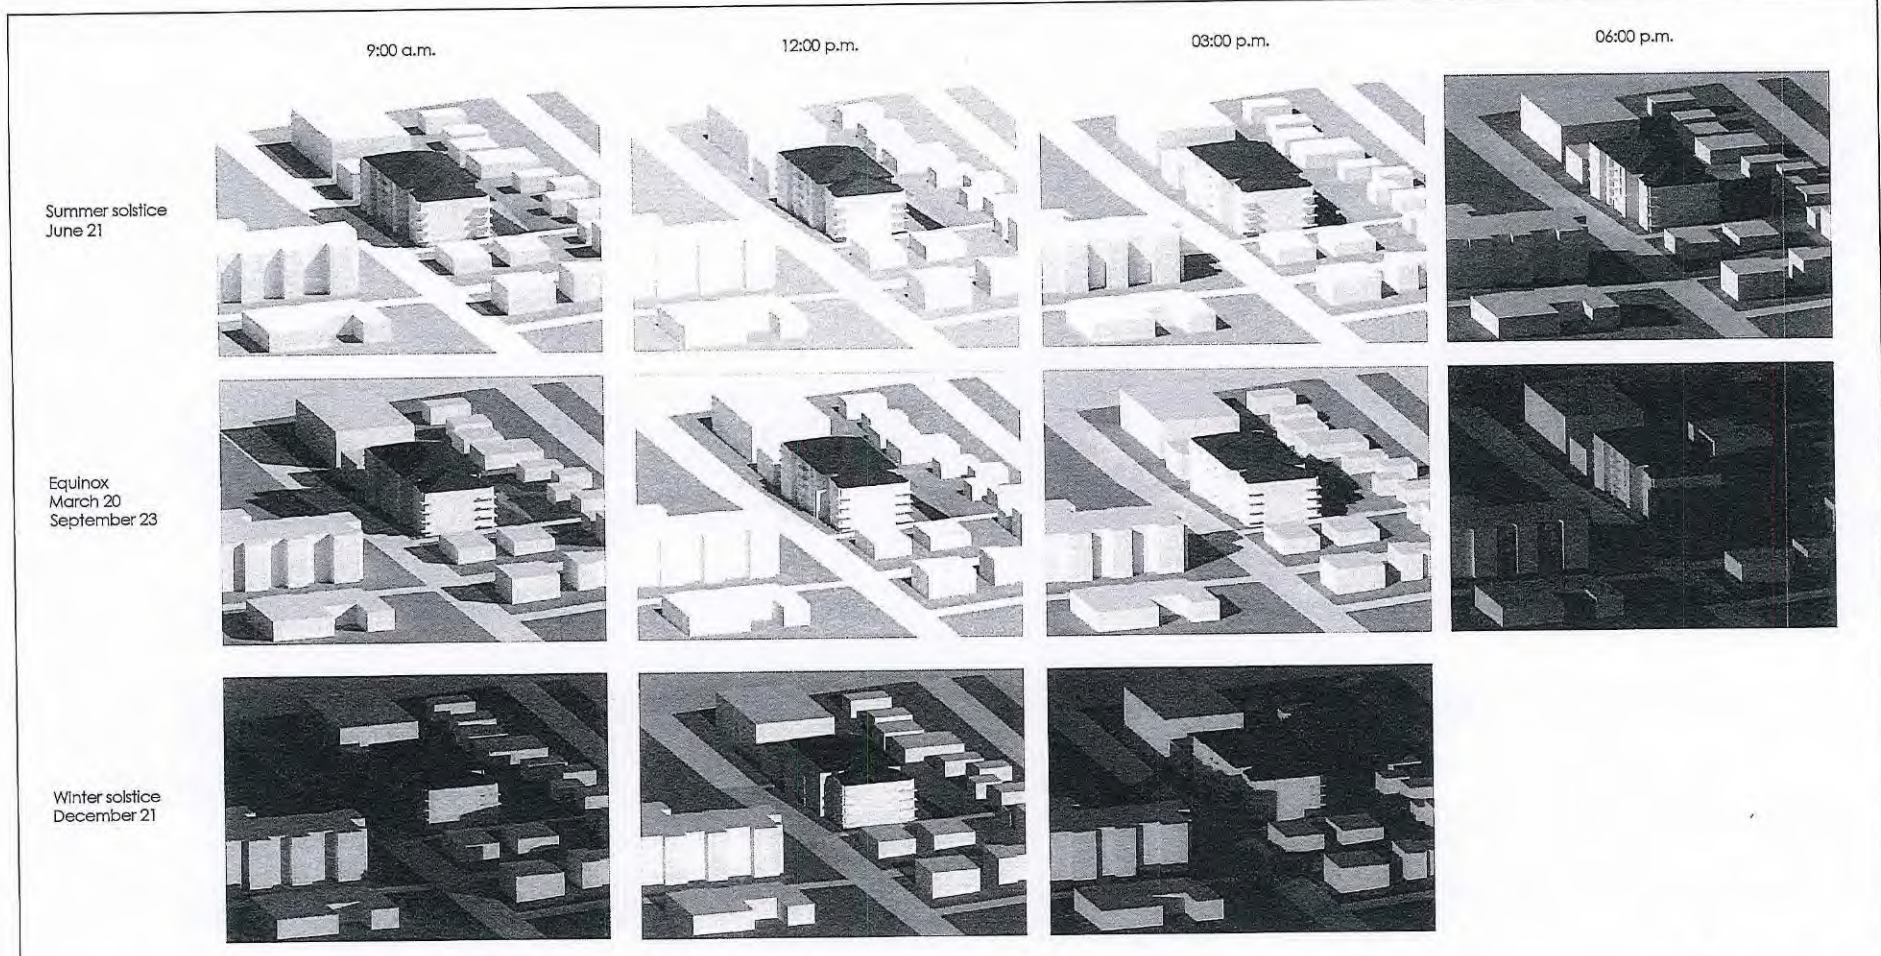 9:00 a.m.
12:00 p.m.
03:00 p.m.
06:00 p.m.
Summer solstice
June 21
Equinox
March 20
September 23
Winter solstice
December 21